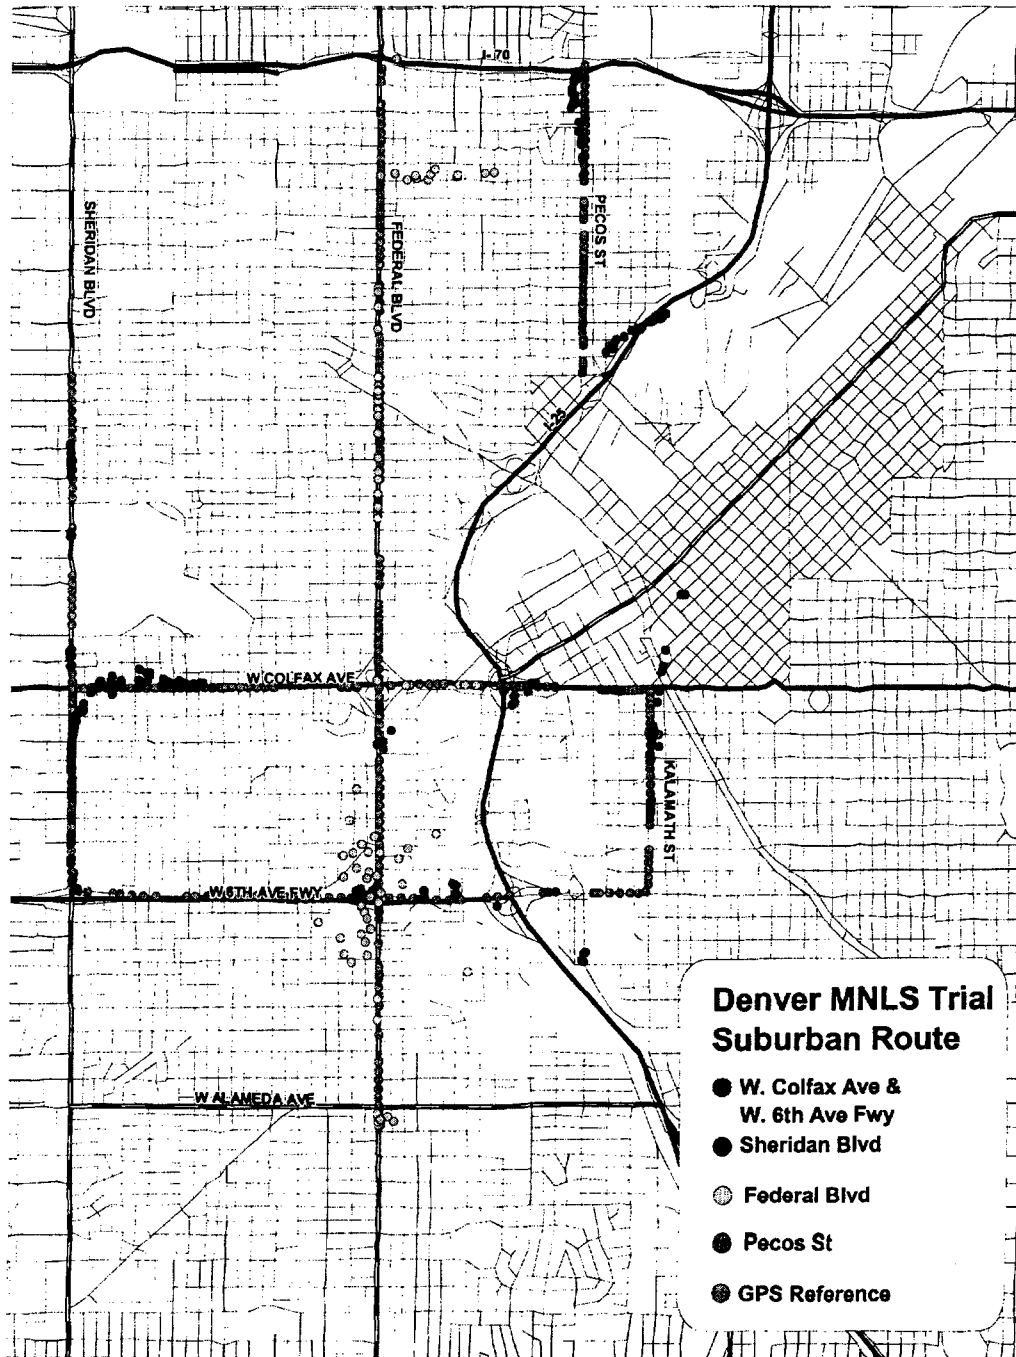 I-70
SHERIDAN BLVD
FEDERAL BLVD
PECOS ST
I-25
W COLFAX AVE
KALAMATH ST
W 6TH AVE FWY
W ALAMEDA AVE
Denver MNLS Trial
Suburban Route
W. Colfax Ave &
W. 6th Ave Fwy
Sheridan Blvd
Federal Blvd
Pecos St
GPS Reference